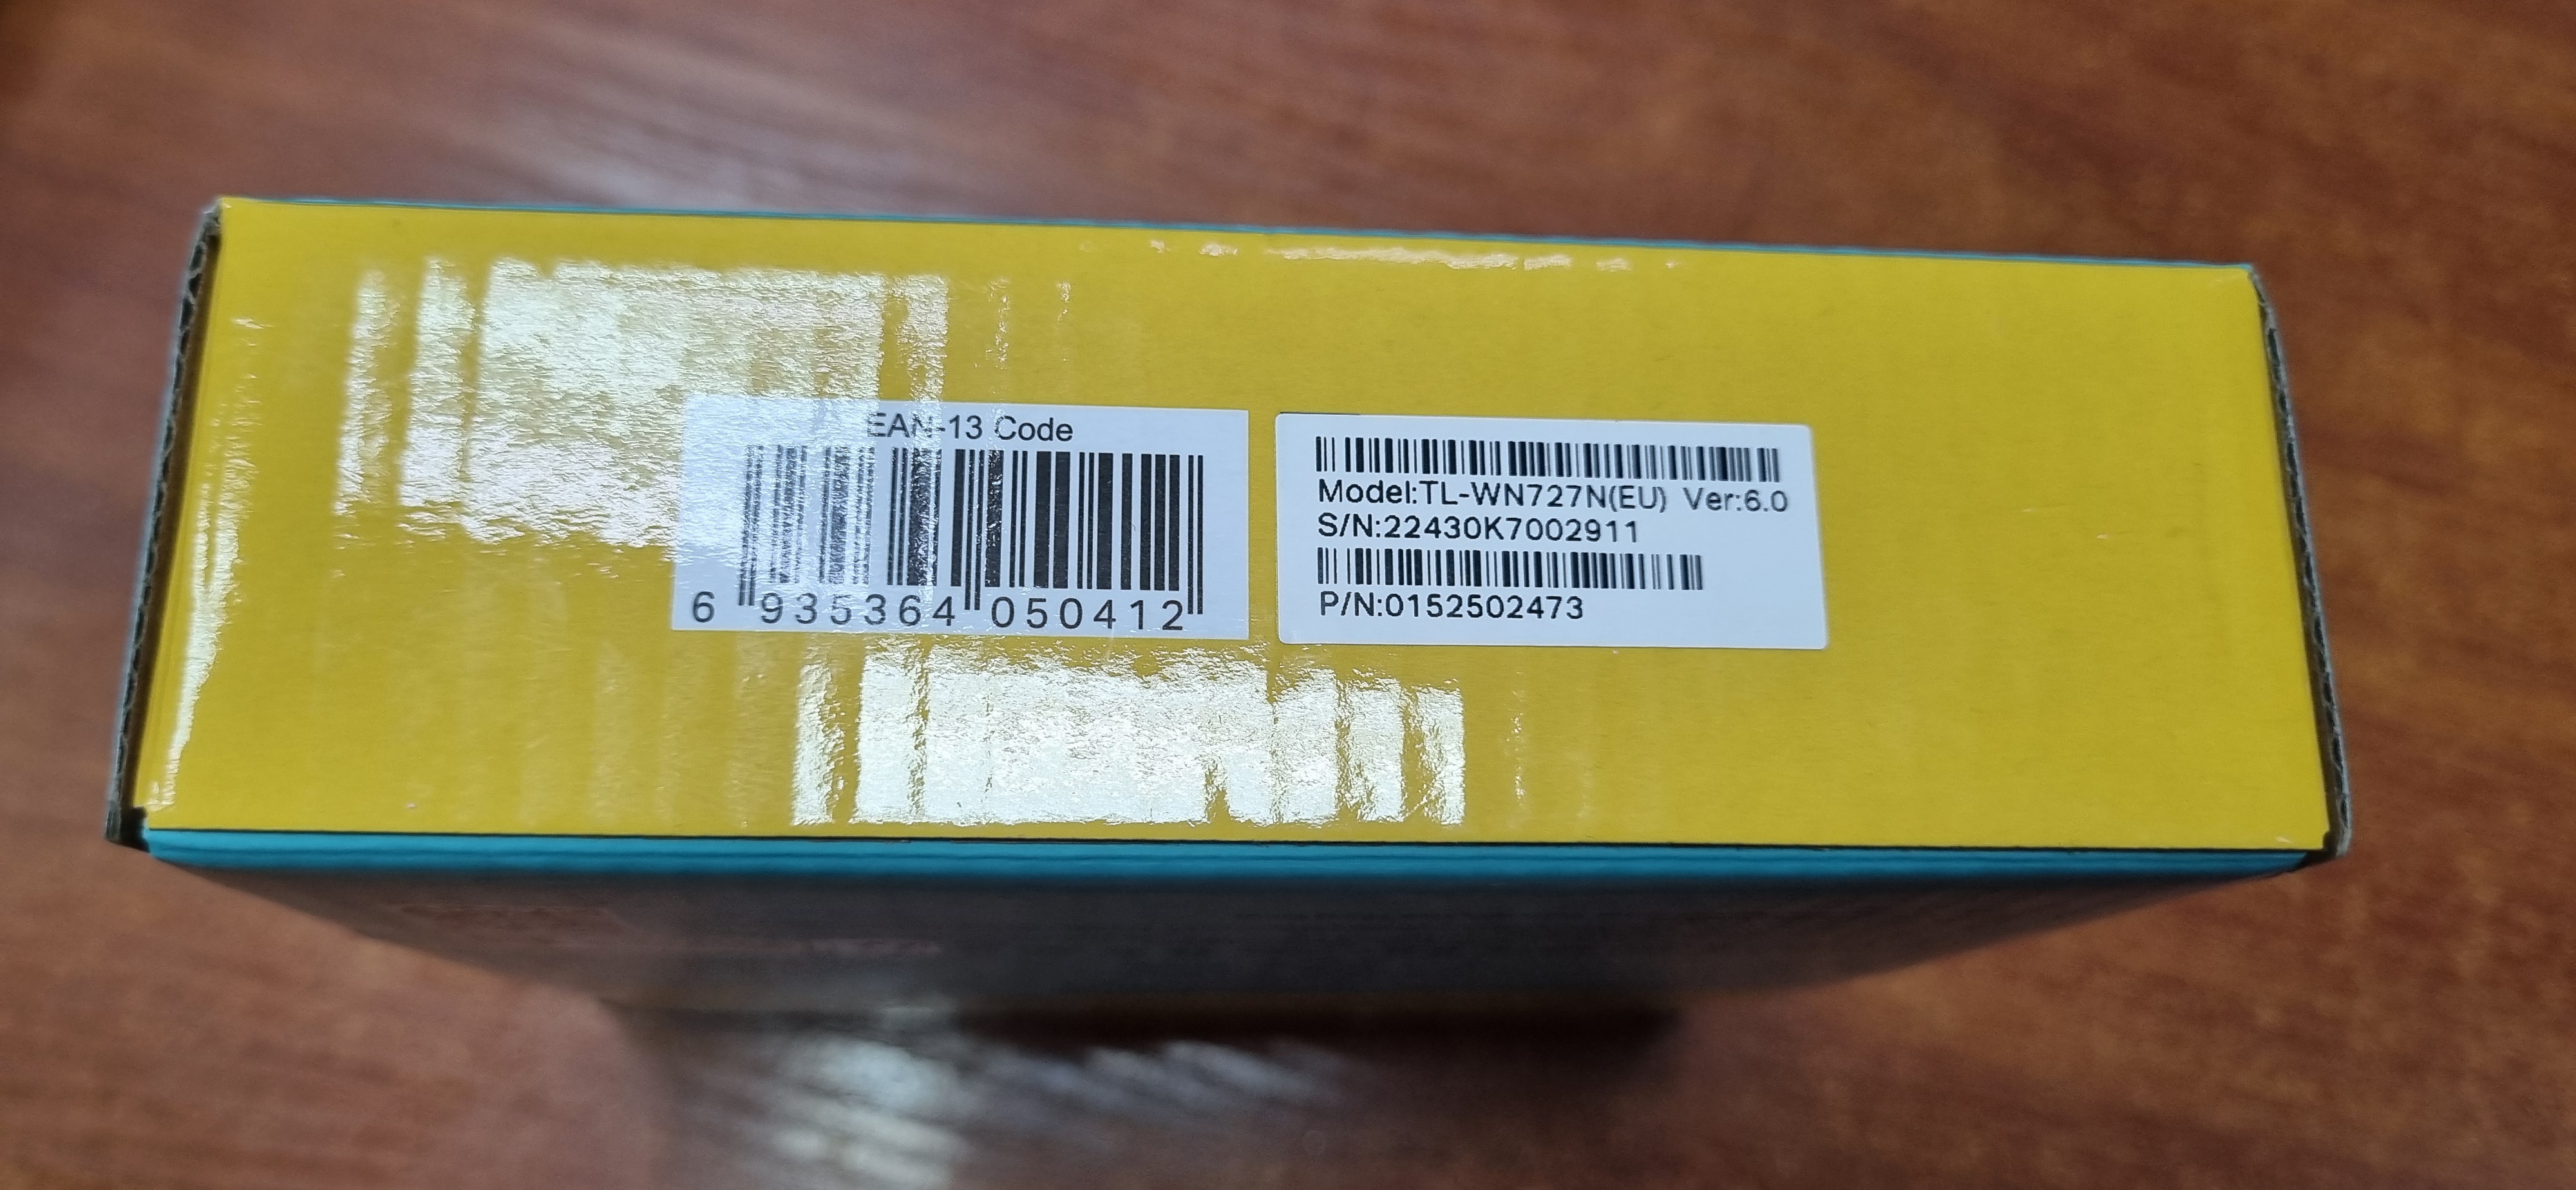 EAN-13 Code
6 935364 050412
Model:TL-WN727N(EU) Ver:6.0
S/N:22430K7002911
P/N:0152502473